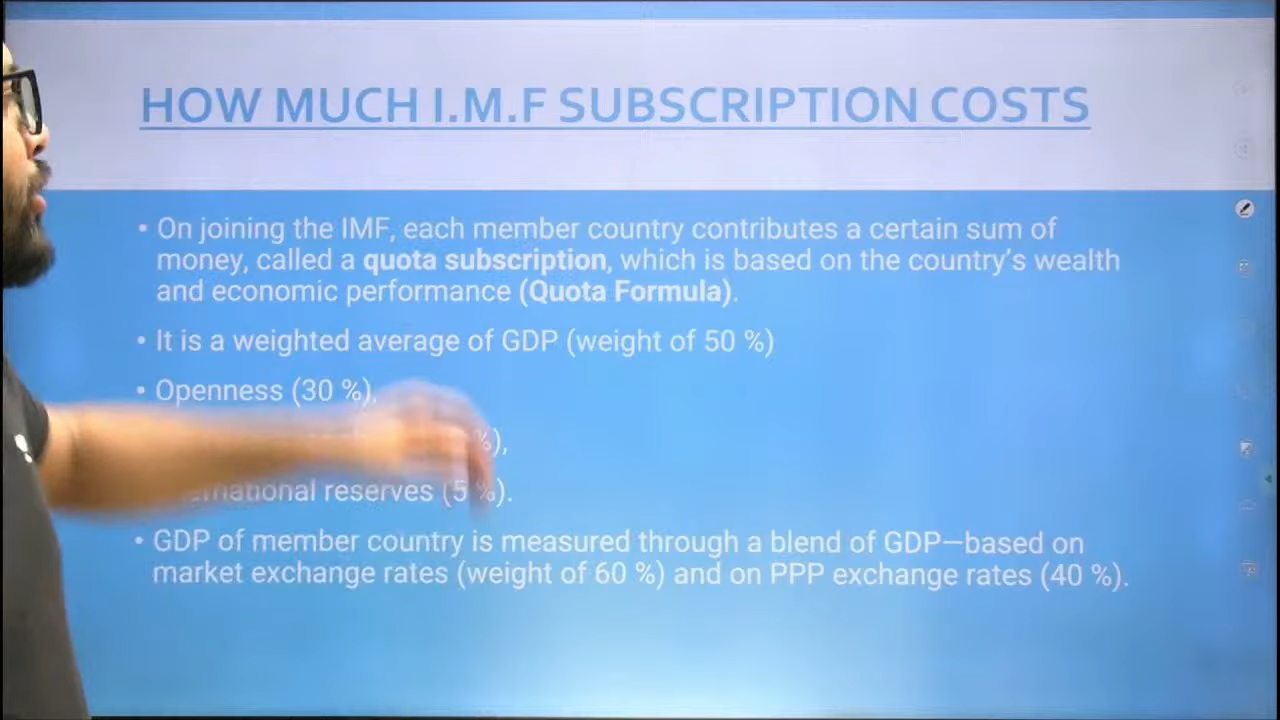 HOW MUCH I.M.F SUBSCRIPTION COSTS
• On joining the IMF, each member country contributes a certain sum of
money, called a quota subscription, which is based on the country's wealth
and economic performance (Quota Formula).
• It is a weighted average of GDP (weight of 50 %)
• Openness (30 %),
%),
reserves (5 %).
• GDP of member country is measured through a blend of GDP—based on
market exchange rates (weight of 60 %) and on PPP exchange rates (40 %).